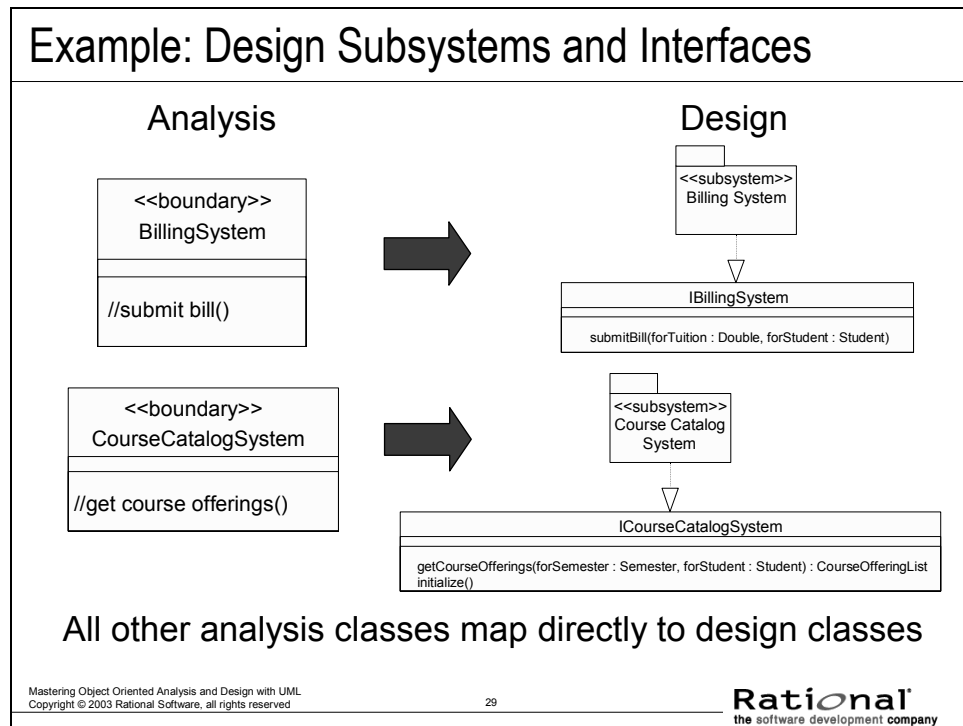 Example: Design Subsystems and Interfaces
Analysis
Design
<<boundary>>
BillingSystem
//submit bill()
<<subsystem>>
Billing System
IBillingSystem
submitBill(forTuition : Double, forStudent : Student)
<<boundary>>
CourseCatalogSystem
//get course offerings()
<<subsystem>>
Course Catalog
System
ICourseCatalogSystem
getCourseOfferings(forSemester : Semester, forStudent : Student) : CourseOfferingList
initialize()
All other analysis classes map directly to design classes
Mastering Object Oriented Analysis and Design with UML
Copyright © 2003 Rational Software, all rights reserved
29
Rational
the software development company